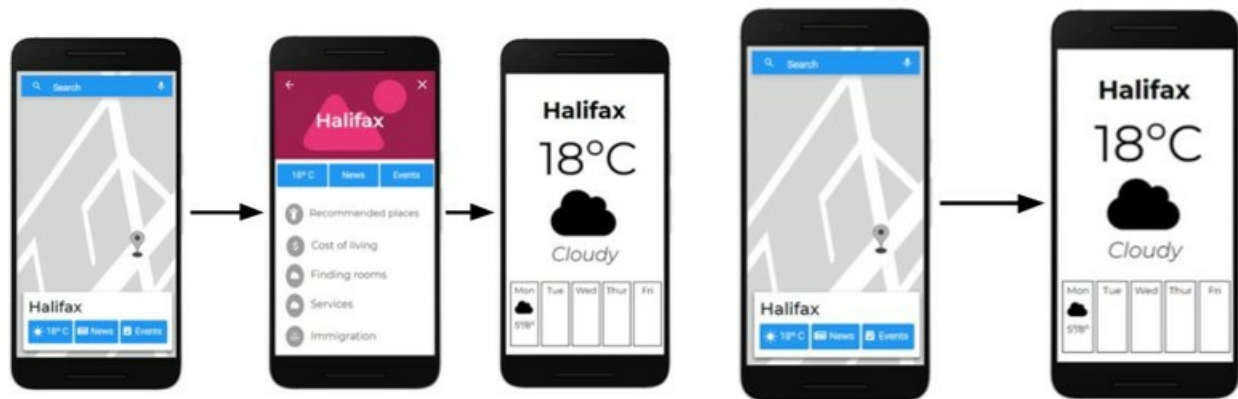 Search
Halifax
18° C News Events
Halifax
18° C News Events
Recommended places
Cost of living
Finding rooms
Services
Immigration
Halifax
18°C
Cloudy
Mon Tue Wed Thur Fri
Search
Halifax
18° C News Events
Halifax
18°C
Cloudy
Mon Tue Wed Thur Fri